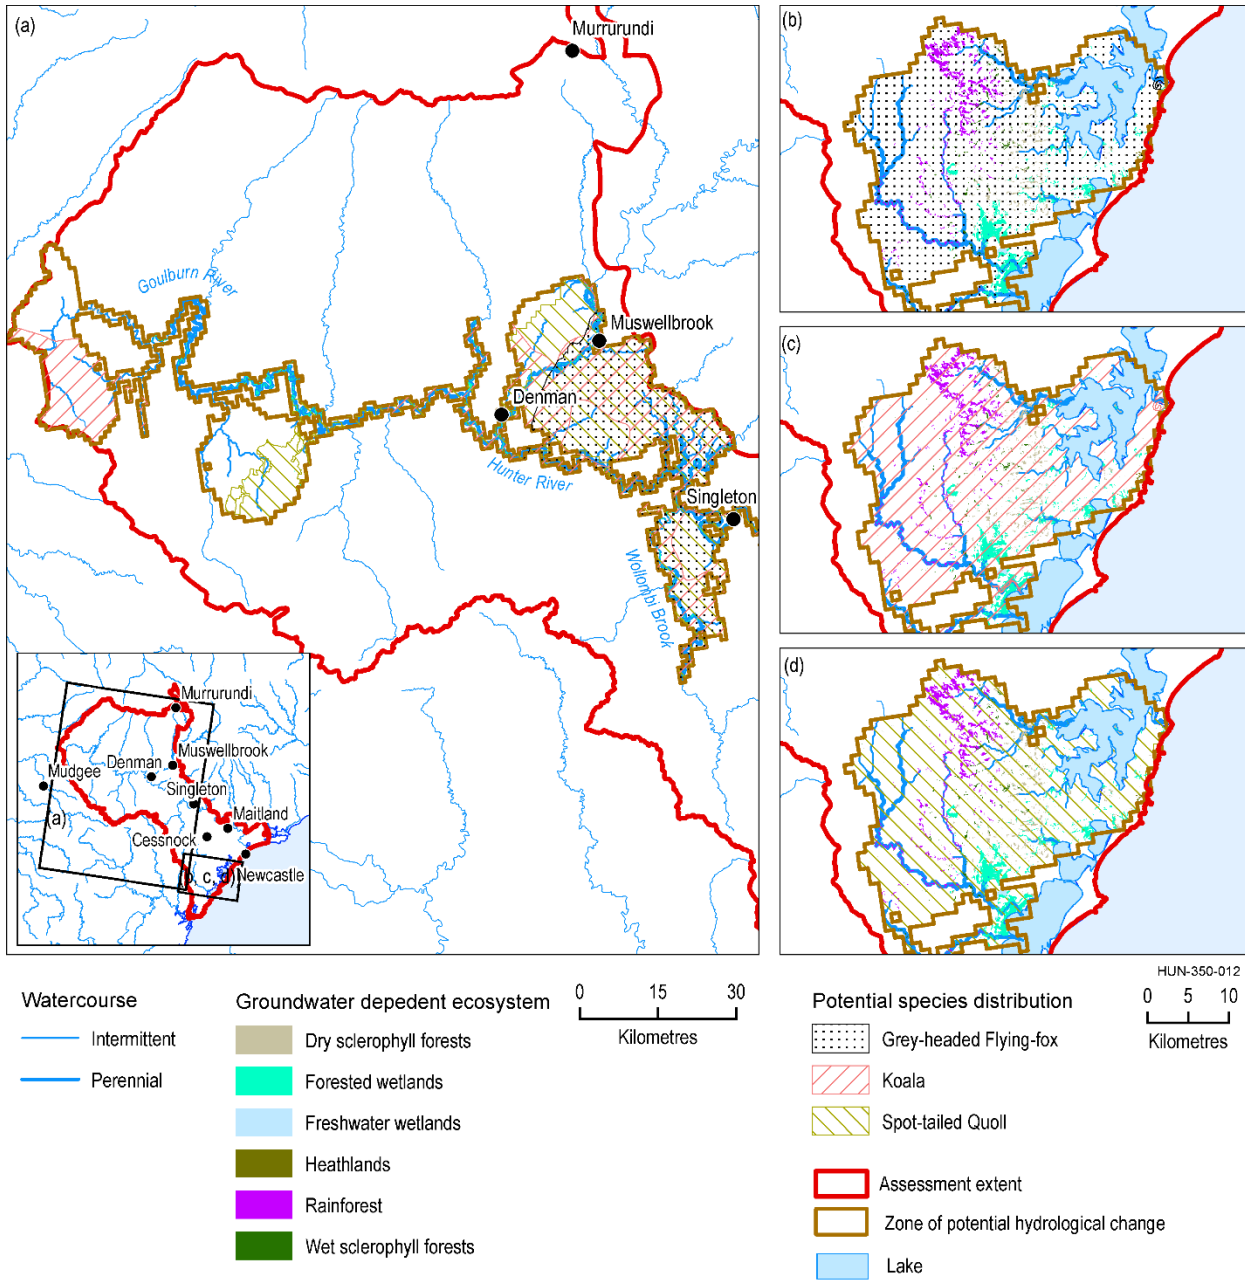 (a)
Murrurundi
Goulburn River
Muswellbrook
Denman
Hunter River
Singleton
Wollombi Brook
Murrurundi
Muswellbrook
Denman
Mudgee
Singleton
(a)
Maitland
Cessnock
Newcastle
(b, c, d)
(b)
(c)
(d)
HUN-350-012
Watercourse
Intermittent
Perennial
Groundwater depedent ecosystem
Dry sclerophyll forests
Forested wetlands
Freshwater wetlands
Heathlands
Rainforest
Wet sclerophyll forests
0 15 30
Kilometres
Potential species distribution
Grey-headed Flying-fox
Koala
Spot-tailed Quoll
Assessment extent
Zone of potential hydrological change
Lake
0 5 10
Kilometres